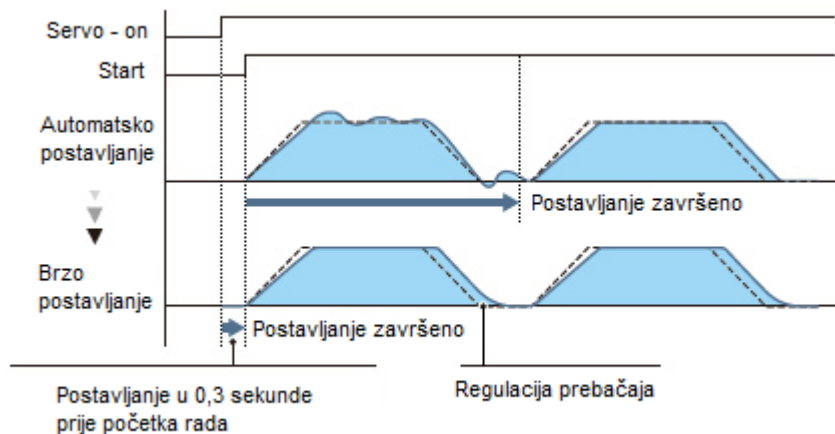 Servo - on
Start
Automatsko
postavljanje
Postavljanje završeno
Brzo
postavljanje
Postavljanje završeno
Postavljanje u 0,3 sekunde
prije početka rada
Regulacija prebačaja